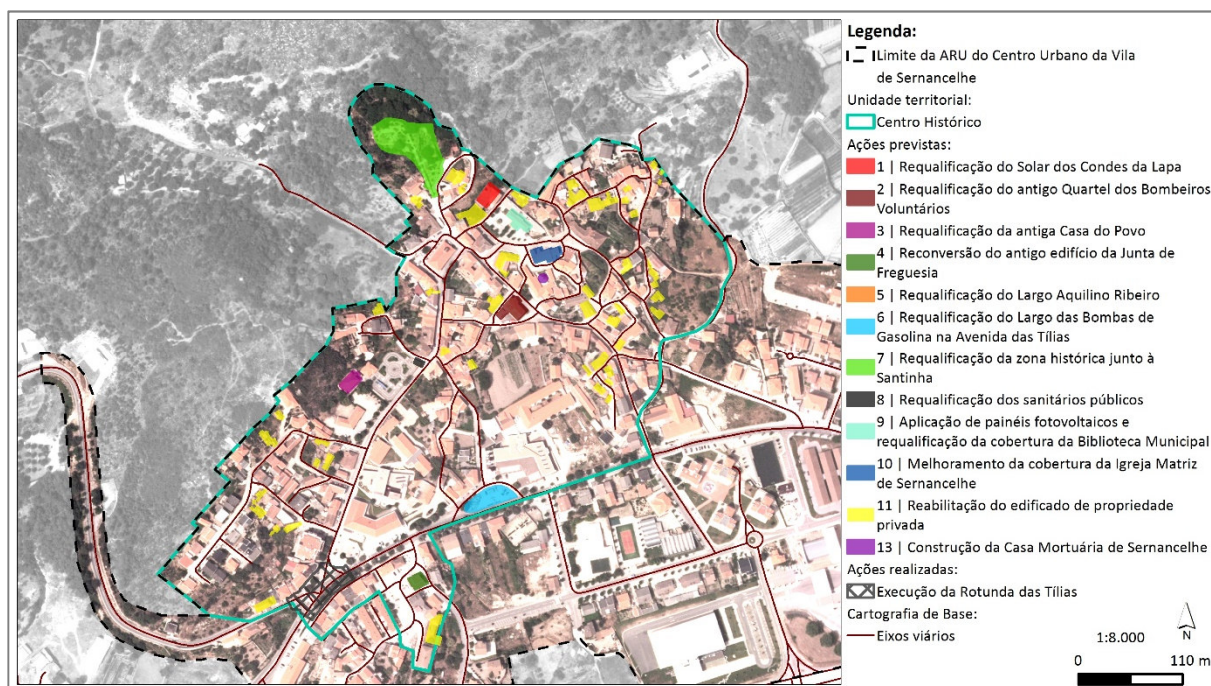 Legenda:
Limite da ARU do Centro Urbano da Vila
de Sernancelhe
Unidade territorial:
Centro Histórico
Ações previstas:
1 | Requalificação do Solar dos Condes da Lapa
2 | Requalificação do antigo Quartel dos Bombeiros
Voluntários
3 | Requalificação da antiga Casa do Povo
4 | Reconversão do antigo edifício da Junta de
Freguesia
5 | Requalificação do Largo Aquilino Ribeiro
6 | Requalificação do Largo das Bombas de
Gasolina na Avenida das Tílias
7 | Requalificação da zona histórica junto à
Santinha
8 | Requalificação dos sanitários públicos
9 | Aplicação de painéis fotovoltaicos e
requalificação da cobertura da Biblioteca Municipal
10 | Melhoramento da cobertura da Igreja Matriz
de Sernancelhe
11 | Reabilitação do edificado de propriedade
privada
13 | Construção da Casa Mortuária de Sernancelhe
Ações realizadas:
Execução da Rotunda das Tílias
Cartografia de Base:
Eixos viários
1:8.000
N
0 110 m